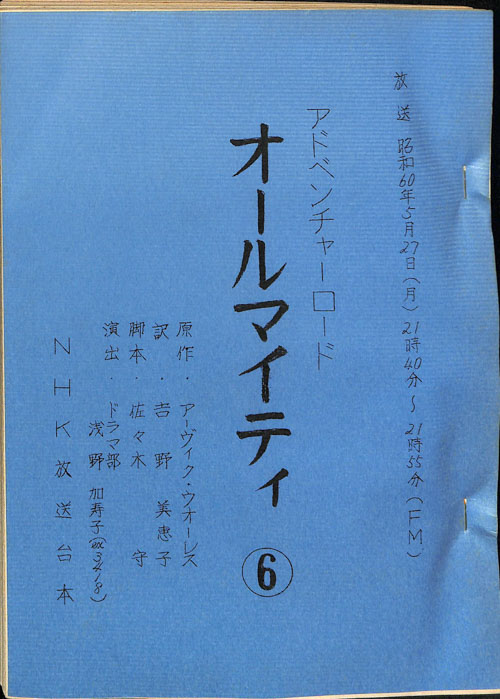 放送 昭和60年5月27日(月)21時40分～21時55分(FM)
アドベンチャーロード
オールマイティ ⑥
原作・アーヴィク・ウオーレス
訳・吉野美恵子
脚本・佐々木守
演出・ドラマ部
浅野加寿子(☎3418)
NHK放送台本